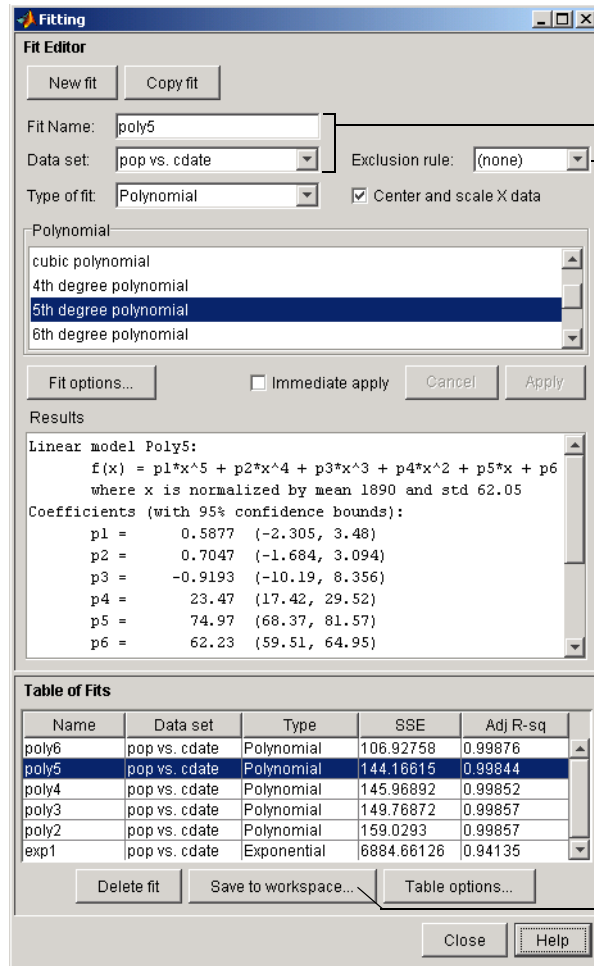 Fitting
Fit Editor
New fit Copy fit
Fit Name: poly5
Data set: pop vs. cdate Exclusion rule: (none)
Type of fit: Polynomial Center and scale X data
Polynomial
cubic polynomial
4th degree polynomial
5th degree polynomial
6th degree polynomial
Fit options... Immediate apply Cancel Apply
Results
Linear model Poly5:
f(x) = p1*x^5 + p2*x^4 + p3*x^3 + p4*x^2 + p5*x + p6
where x is normalized by mean 1890 and std 62.05
Coefficients (with 95% confidence bounds):
p1 = 0.5877 (-2.305, 3.48)
p2 = 0.7047 (-1.684, 3.094)
p3 = -0.9193 (-10.19, 8.356)
p4 = 23.47 (17.42, 29.52)
p5 = 74.97 (68.37, 81.57)
p6 = 62.23 (59.51, 64.95)
Table of Fits
Name Data set Type SSE Adj R-sq
poly6 pop vs. cdate Polynomial 106.92758 0.99876
poly5 pop vs. cdate Polynomial 144.16615 0.99844
poly4 pop vs. cdate Polynomial 145.96892 0.99852
poly3 pop vs. cdate Polynomial 149.76872 0.99857
poly2 pop vs. cdate Polynomial 159.0293 0.99857
exp1 pop vs. cdate Exponential 6884.66126 0.94135
Delete fit Save to workspace... Table options...
Close Help